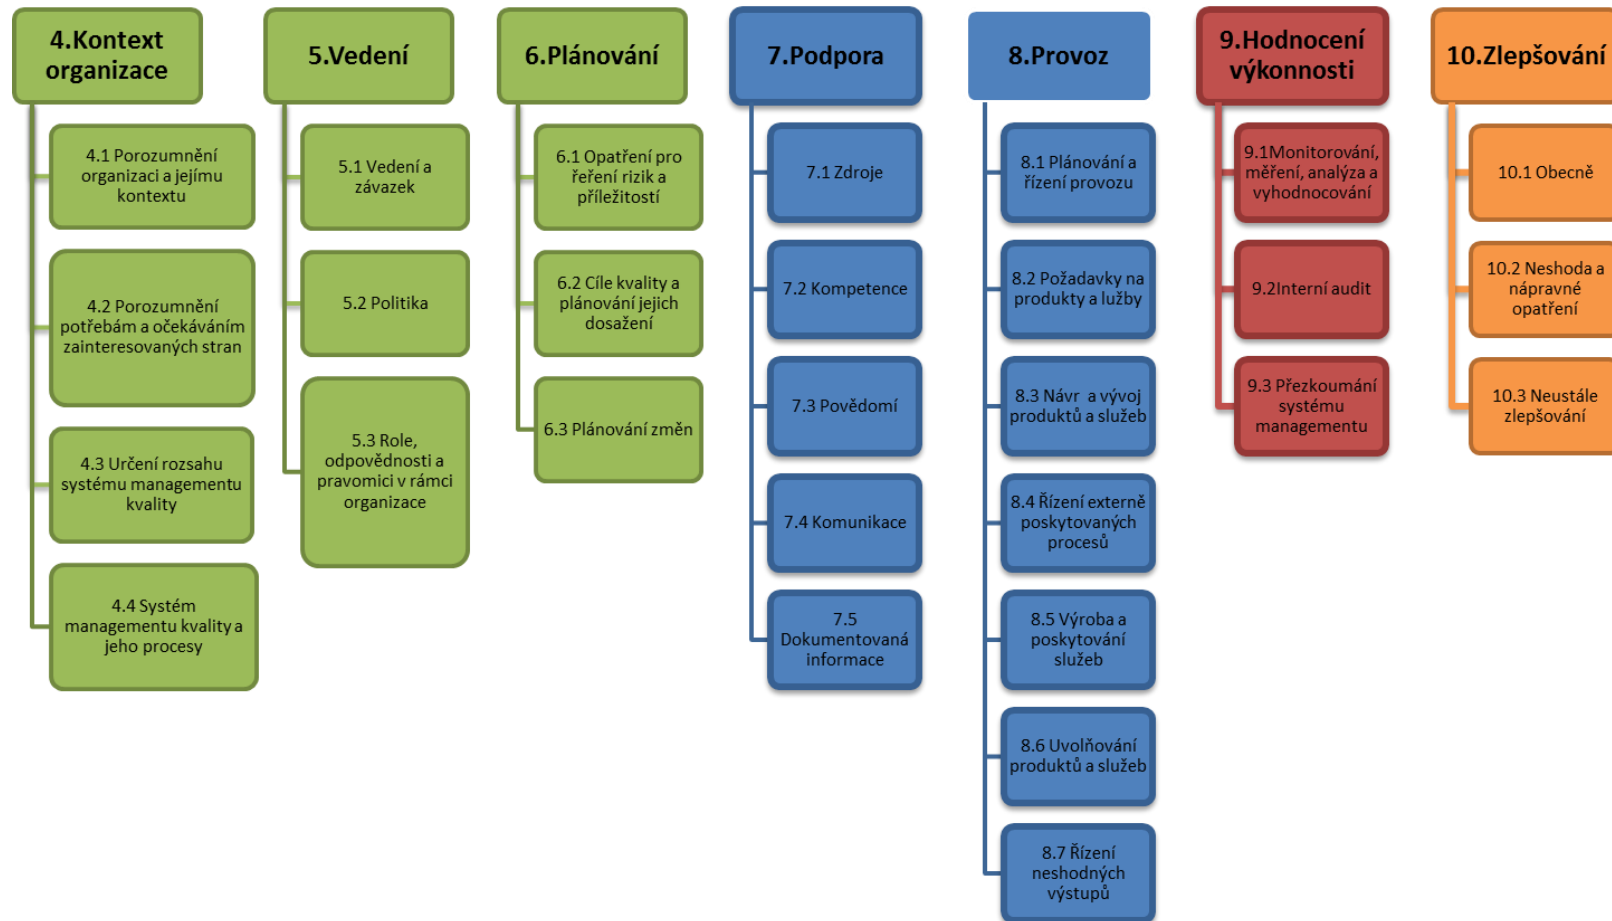 4.Kontext
organizace
4.1 Porozumnění
organizaci a jejímu
kontextu
4.2 Porozumnění
potřebám a očekáváním
zainteresovaných stran
4.3 Určení rozsahu
systému managementu
kvality
4.4 Systém
managementu kvality a
jeho procesy
5.Vedení
5.1 Vedení a
závazek
5.2 Politika
5.3 Role,
odpovědnosti a
pravomici v rámci
organizace
6.Plánování
6.1 Opatření pro
řeření rizik a
příležitostí
6.2 Cíle kvality a
plánování jejich
dosažení
6.3 Plánování změn
7.Podpora
7.1 Zdroje
7.2 Kompetence
7.3 Povědomí
7.4 Komunikace
7.5
Dokumentovaná
informace
8.Provoz
8.1 Plánování a
řízení provozu
8.2 Požadavky na
produkty a lužby
8.3 Návr a vývoj
produktů a služeb
8.4 Řízení externě
poskytovaných
procesů
8.5 Výroba a
poskytování
služeb
8.6 Uvolňování
produktů a služeb
8.7 Řízení
neshodných
výstupů
9.Hodnocení
výkonnosti
9.1Monitorování,
měření, analýza a
vyhodnocování
9.2Interní audit
9.3 Přezkoumání
systému
managementu
10.Zlepšování
10.1 Obecně
10.2 Neshoda a
nápravné
opatření
10.3 Neustále
zlepšování